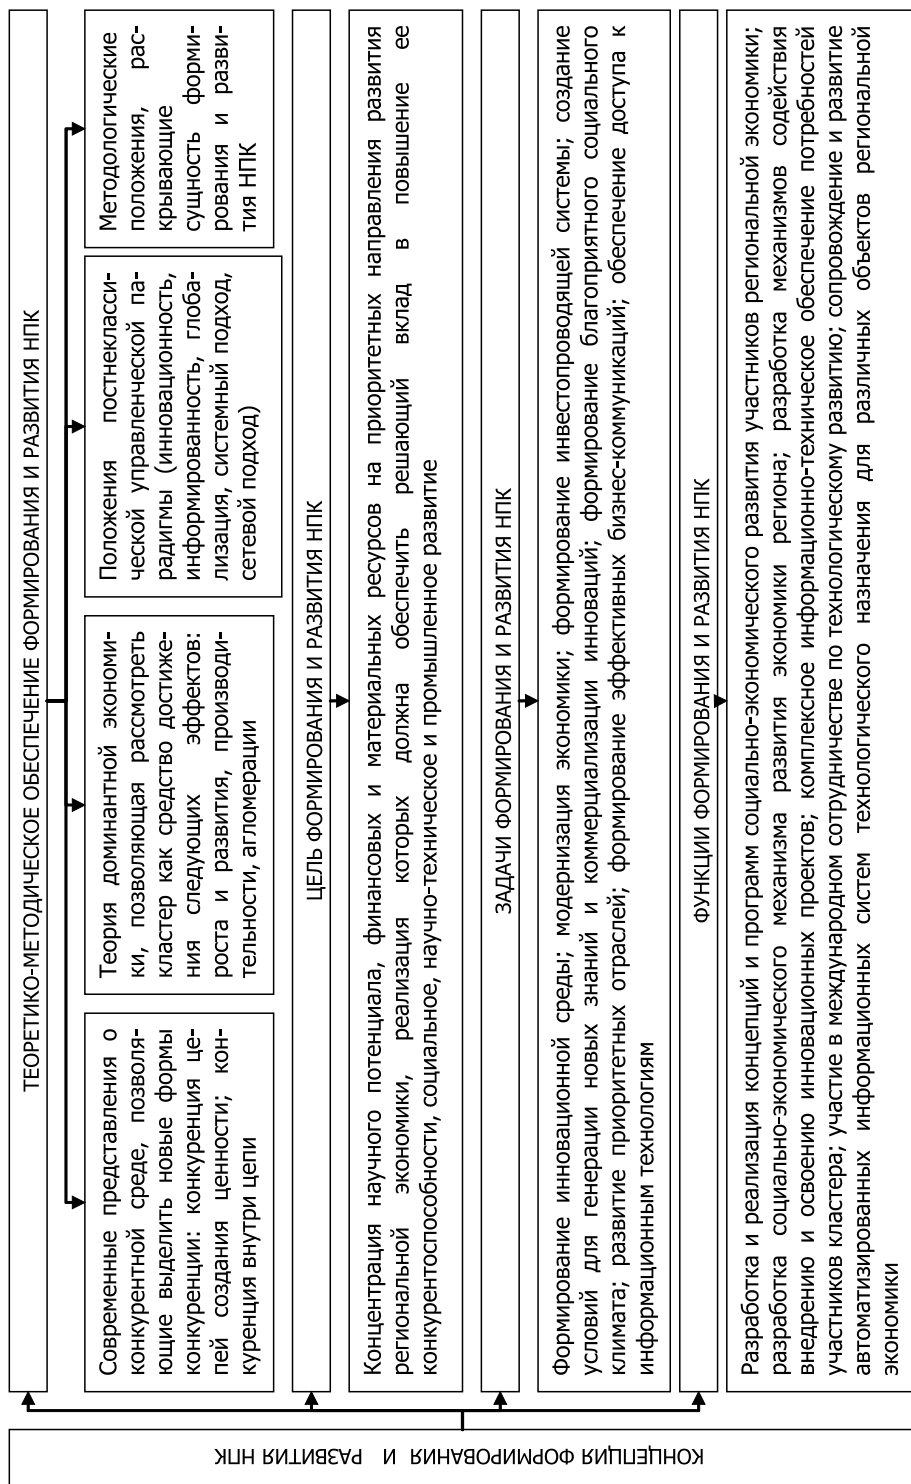 КОНЦЕПЦИЯ ФОРМИРОВАНИЯ И РАЗВИТИЯ НПК
ТЕОРЕТИКО-МЕТОДИЧЕСКОЕ ОБЕСПЕЧЕНИЕ ФОРМИРОВАНИЯ И РАЗВИТИЯ НПК
Современные представления о
конкурентной среде, позволя-
ющие выделить новые формы
конкуренции: конкуренция це-
пей создания ценности; кон-
куренция внутри цепи
Теория доминантной экономи-
ки, позволяющая рассмотреть
кластер как средство достиже-
ния следующих эффектов:
роста и развития, производи-
тельности, агломерации
Положения постнекласси-
ческой управленческой па-
радигмы (инновационность,
информированность, глоба-
лизация, системный подход,
сетевой подход)
Методологические
положения, рас-
крывающие
сущность форми-
рования и разви-
тия НПК
ЦЕЛЬ ФОРМИРОВАНИЯ И РАЗВИТИЯ НПК
Концентрация научного потенциала, финансовых и материальных ресурсов на приоритетных направления развития
региональной экономики, реализация которых должна обеспечить решающий вклад в повышение ее
конкурентоспособности, социальное, научно-техническое и промышленное развитие
ЗАДАЧИ ФОРМИРОВАНИЯ И РАЗВИТИЯ НПК
Формирование инновационной среды; модернизация экономики; формирование инвестопроводящей системы; создание
условий для генерации новых знаний и коммерциализации инноваций; формирование благоприятного социального
климата; развитие приоритетных отраслей; формирование эффективных бизнес-коммуникаций; обеспечение доступа к
информационным технологиям
ФУНКЦИИ ФОРМИРОВАНИЯ И РАЗВИТИЯ НПК
Разработка и реализация концепций и программ социально-экономического развития участников региональной экономики;
разработка социально-экономического механизма развития экономики региона; разработка механизмов содействия
внедрению и освоению инновационных проектов; комплексное информационно-техническое обеспечение потребностей
участников кластера; участие в международном сотрудничестве по технологическому развитию; сопровождение и развитие
автоматизированных информационных систем технологического назначения для различных объектов региональной
экономики